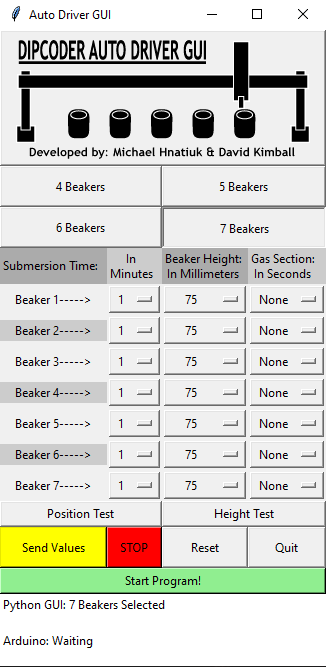 Auto Driver GUI
DIPCODER AUTO DRIVER GUI
Developed by: Michael Hnatiuk & David Kimball
4 Beakers 5 Beakers
6 Beakers 7 Beakers
Submersion Time: In Minutes Beaker Height: In Millimeters Gas Section: In Seconds
Beaker 1-----> 1 75 None
Beaker 2-----> 1 75 None
Beaker 3-----> 1 75 None
Beaker 4-----> 1 75 None
Beaker 5-----> 1 75 None
Beaker 6-----> 1 75 None
Beaker 7-----> 1 75 None
Position Test Height Test
Send Values STOP Reset Quit
Start Program!
Python GUI: 7 Beakers Selected
Arduino: Waiting